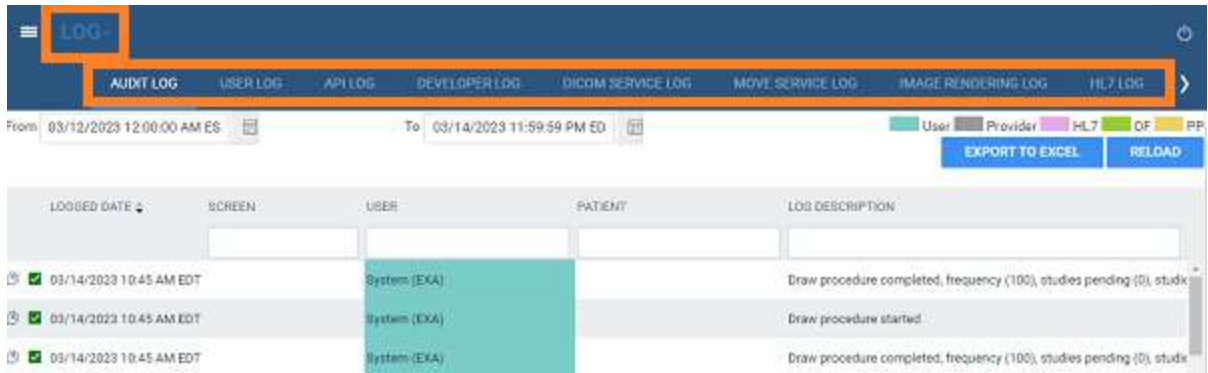 LOG
AUDIT LOG USER LOG API LOG DEVELOPER LOG DICOM SERVICE LOG MOVE SERVICE LOG IMAGE RENDERING LOG HL7 LOG
From 03/12/2023 12:00:00 AM ES To 03/14/2023 11:59:59 PM ED User Provider HL7 OF PP
EXPORT TO EXCEL RELOAD
LOGGED DATE SCREEN USER PATIENT LOG DESCRIPTION
03/14/2023 10:45 AM EDT System (EXA) Draw procedure completed, frequency (100), studies pending (0), studie
03/14/2023 10:45 AM EDT System (EXA) Draw procedure started
03/14/2023 10:45 AM EDT System (EXA) Draw procedure completed, frequency (100), studies pending (0), studie